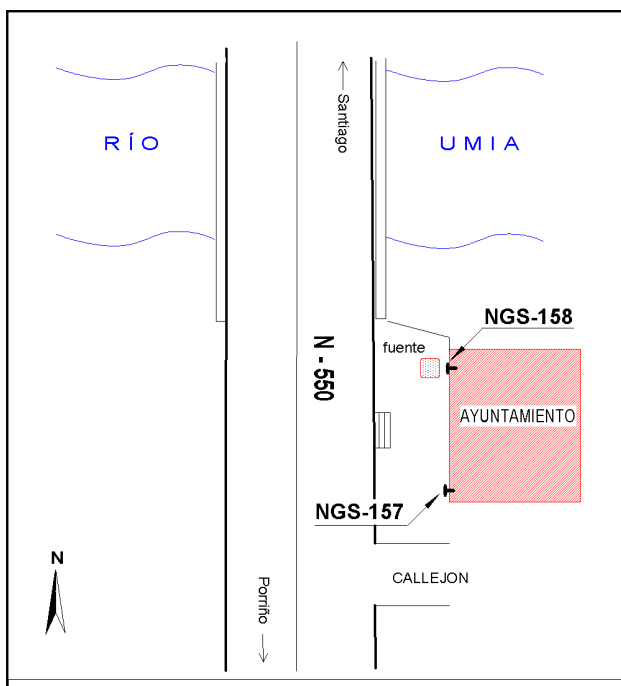 Santiago
RÍO
UMIA
NGS-158
fuente
N - 550
AYUNTAMIENTO
NGS-157
N
CALLEJON
Porriño